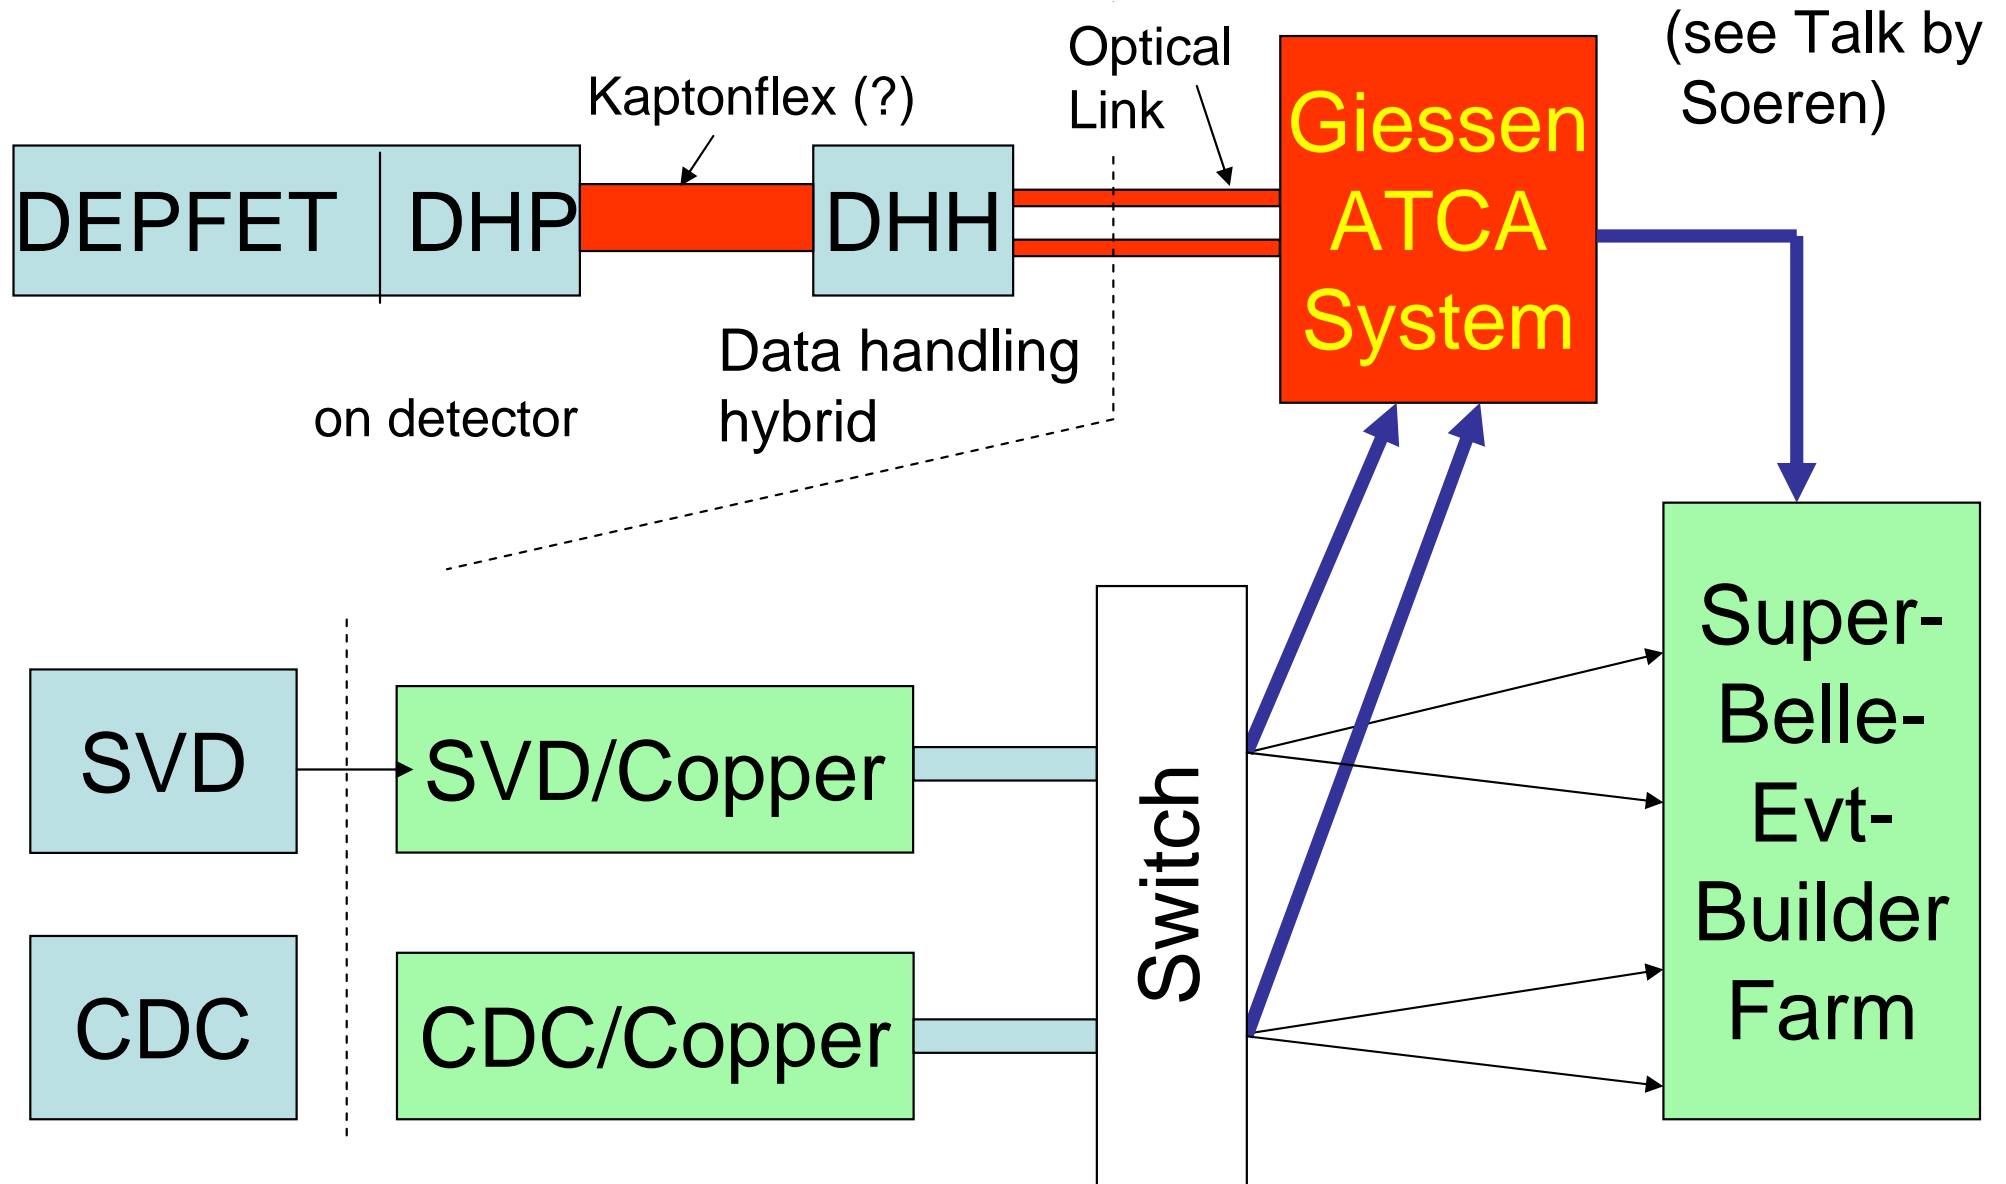 (see Talk by
Soeren)
Optical
Link
Kaptonflex (?)
Giessen
ATCA
System
DEPFET
DHP
DHH
Data handling
hybrid
on detector
SVD
SVD/Copper
CDC
CDC/Copper
Switch
Super-
Belle-
Evt-
Builder
Farm